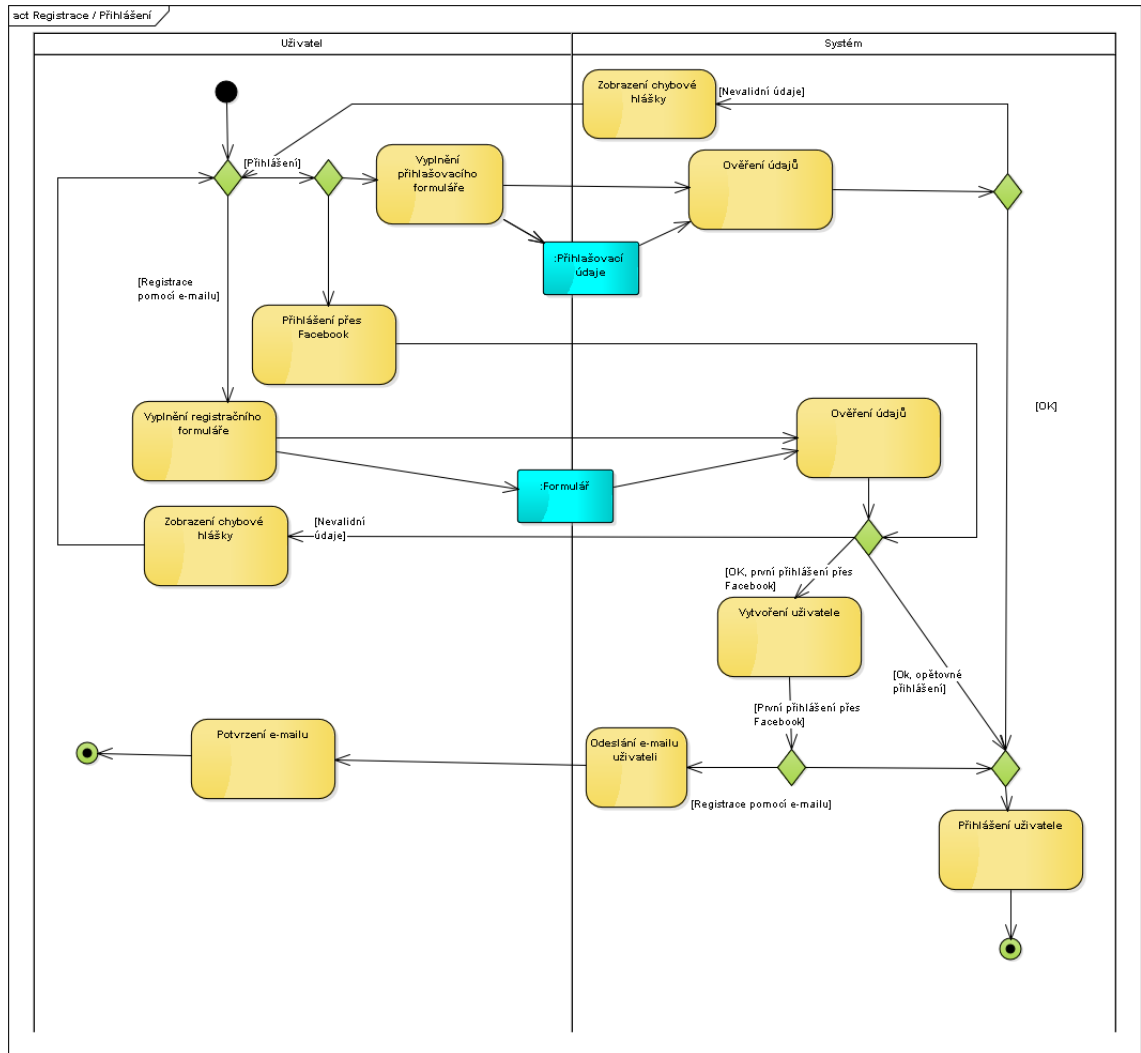 act Registrace / Přihlášení
Uživatel
Systém
Zobrazení chybové
hlášky
[Nevalidní údaje]
[Přihlášení]
Vyplnění
přihlašovacího
formuláře
Ověření údajů
:Přihlašovací
údaje
[Registrace
pomocí e-mailu]
Přihlášení přes
Facebook
[OK]
Vyplnění registračního
formuláře
Ověření údajů
:Formulář
Zobrazení chybové
hlášky
[Nevalidní
údaje]
[OK, první přihlášení přes
Facebook]
Vytvoření uživatele
[Ok, opětovné
přihlášení]
[První přihlášení přes
Facebook]
Potvrzení e-mailu
Odeslání e-mailu
uživateli
[Registrace pomocí e-mailu]
Přihlášení uživatele